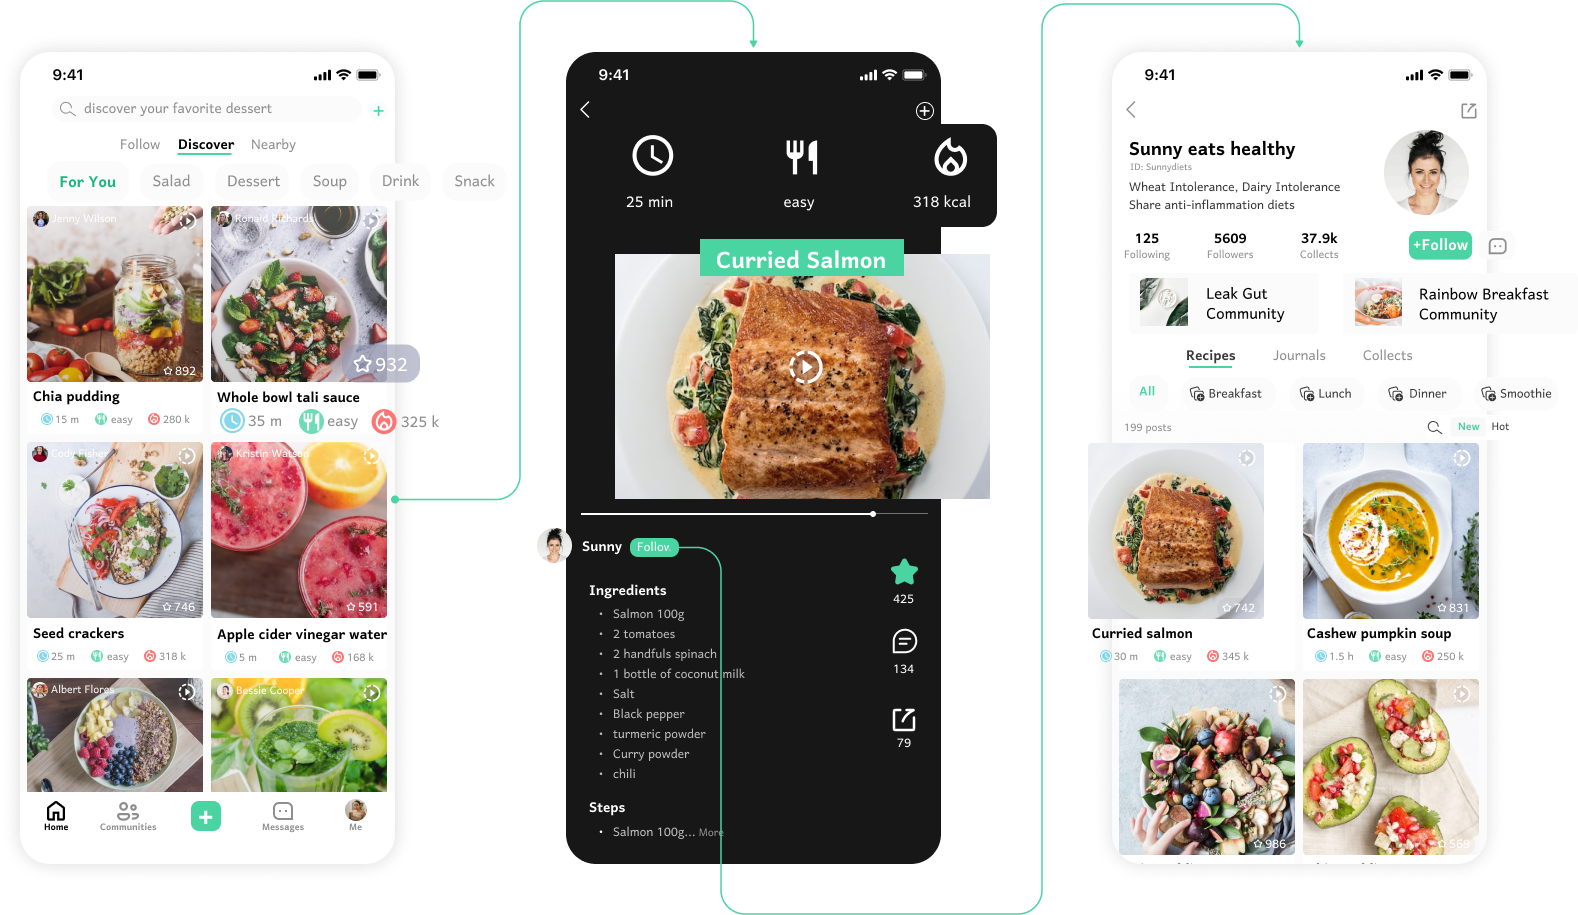 9:41
discover your favorite dessert
+
Follow Discover Nearby
For You Salad Dessert Soup Drink Snack
Jenny Wilson
892
Chia pudding
15 m easy 280 k
Ronald Richards
932
Whole bowl tali sauce
35 m easy 325 k
Cody Fisher
746
Seed crackers
25 m easy 318 k
Kristin Watson
591
Apple cider vinegar water
5 m easy 168 k
Albert Flores
Bessie Cooper
Home Communities Messages Me
9:41
25 min easy 318 kcal
Curried Salmon
Sunny Follow
425
134
79
Ingredients
• Salmon 100g
• 2 tomatoes
• 2 handfuls spinach
• 1 bottle of coconut milk
• Salt
• Black pepper
• turmeric powder
• Curry powder
• chili
Steps
• Salmon 100g... More
9:41
Sunny eats healthy
ID: Sunnydiets
Wheat Intolerance, Dairy Intolerance
Share anti-inflammation diets
125 5609 37.9k
Following Followers Collects
+Follow
Leak Gut
Community
Rainbow Breakfast
Community
Recipes Journals Collects
All Breakfast Lunch Dinner Smoothie
199 posts New Hot
742
Curried salmon
30 m easy 345 k
831
Cashew pumpkin soup
1.5 h easy 250 k
986
569